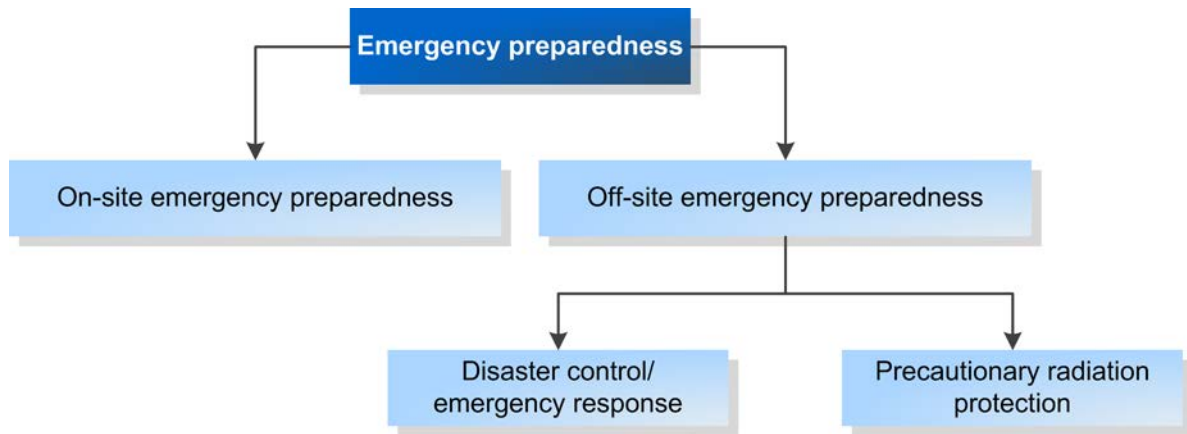 Emergency preparedness
On-site emergency preparedness
Off-site emergency preparedness
Disaster control/
emergency response
Precautionary radiation
protection